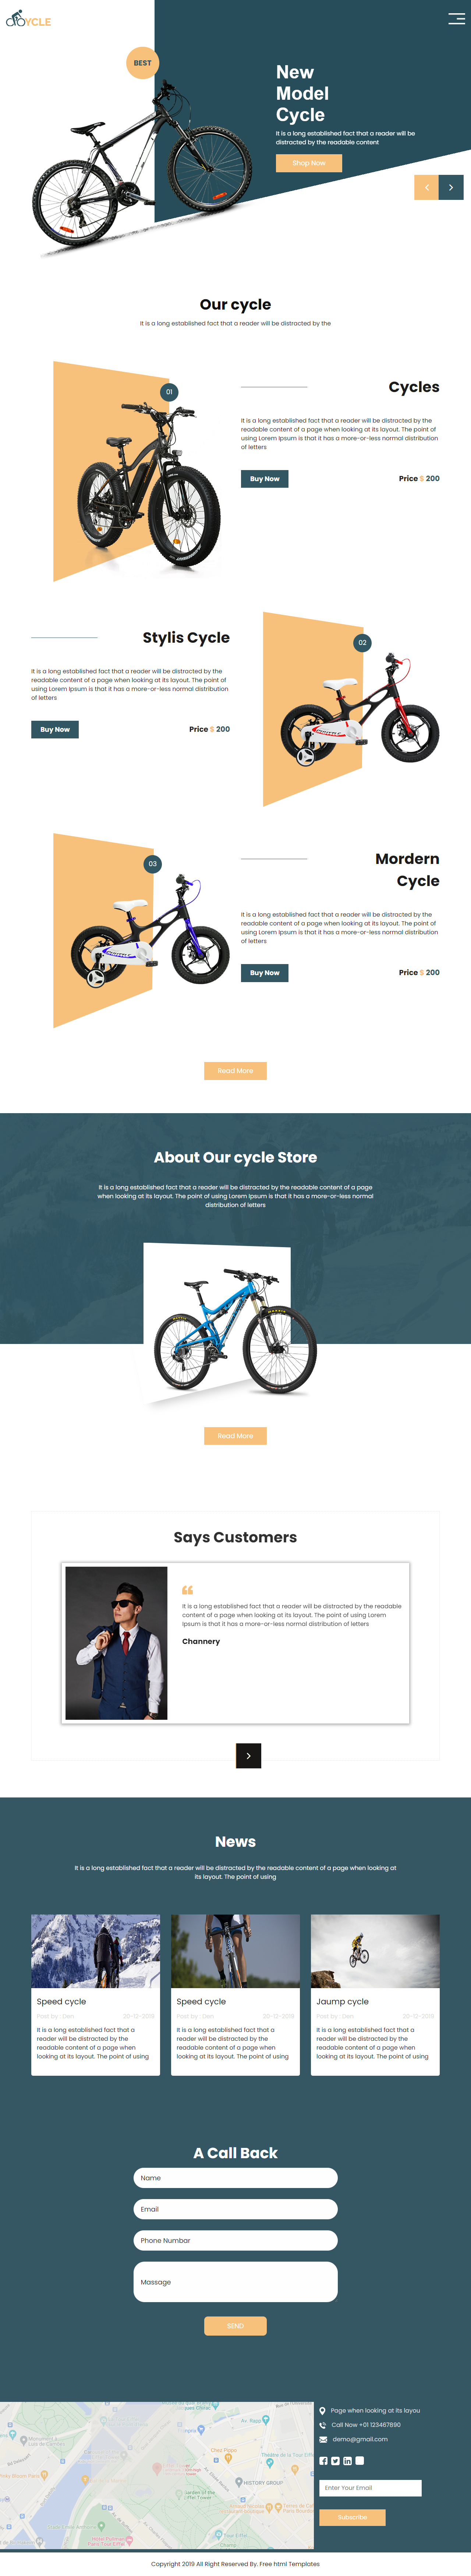 CYCLE
BEST
New
Model
Cycle
It is a long established fact that a reader will be
distracted by the readable content
Shop Now
Our cycle
It is a long established fact that a reader will be distracted by the
01
Cycles
It is a long established fact that a reader will be distracted by the
readable content of a page when looking at its layout. The point of
using Lorem Ipsum is that it has a more-or-less normal distribution
of letters
Buy Now
Price $ 200
Stylis Cycle
02
It is a long established fact that a reader will be distracted by the
readable content of a page when looking at its layout. The point of
using Lorem Ipsum is that it has a more-or-less normal distribution
of letters
Buy Now
Price $ 200
03
Mordern
Cycle
It is a long established fact that a reader will be distracted by the
readable content of a page when looking at its layout. The point of
using Lorem Ipsum is that it has a more-or-less normal distribution
of letters
Buy Now
Price $ 200
Read More
About Our cycle Store
It is a long established fact that a reader will be distracted by the readable content of a page
when looking at its layout. The point of using Lorem Ipsum is that it has a more-or-less normal
distribution of letters
Read More
Says Customers
It is a long established fact that a reader will be distracted by the readable
content of a page when looking at its layout. The point of using Lorem
Ipsum is that it has a more-or-less normal distribution of letters
Channery
News
It is a long established fact that a reader will be distracted by the readable content of a page when looking at
its layout. The point of using
Speed cycle
It is a long established fact that a
reader will be distracted by the
readable content of a page when
looking at its layout. The point of using
Speed cycle
It is a long established fact that a
reader will be distracted by the
readable content of a page when
looking at its layout. The point of using
Jaump cycle
It is a long established fact that a
reader will be distracted by the
readable content of a page when
looking at its layout. The point of using
A Call Back
Name
Email
Phone Numbar
Massage
SEND
Av. Rapp
Chez Pippo
HISTORY GROUP
Page when looking at its layou
Call Now +01 123467890
demo@gmail.com
Enter Your Email
Subscribe
Copyright 2019 All Right Reserved By. Free html Templates